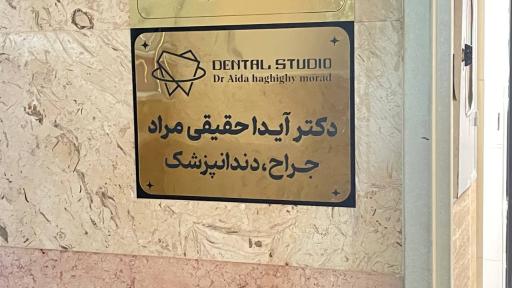 DENTAL STUDIO
Dr Aida haghighy morad
دکتر آیدا حقیقی مراد
جراح، دندانپزشک